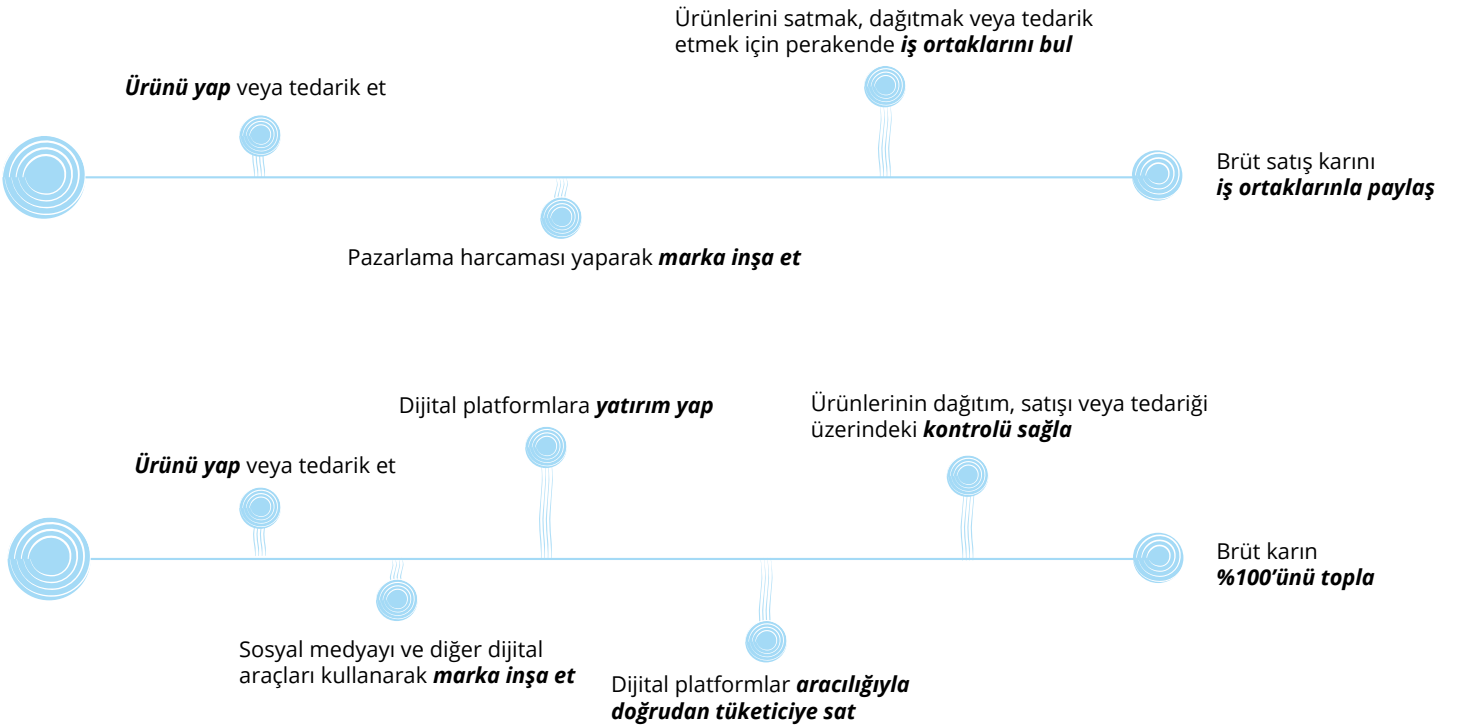 Ürünlerini satmak, dağıtmak veya tedarik
etmek için perakende iş ortaklarını bul
Ürünü yap veya tedarik et
Brüt satış karını
iş ortaklarınla paylaş
Pazarlama harcaması yaparak marka inşa et
Dijital platformlara yatırım yap
Ürünlerinin dağıtım, satışı veya tedariği
üzerindeki kontrolü sağla
Ürünü yap veya tedarik et
Brüt karın
%100’ünü topla
Sosyal medyayı ve diğer dijital
araçları kullanarak marka inşa et
Dijital platformlar aracılığıyla
doğrudan tüketiciye sat